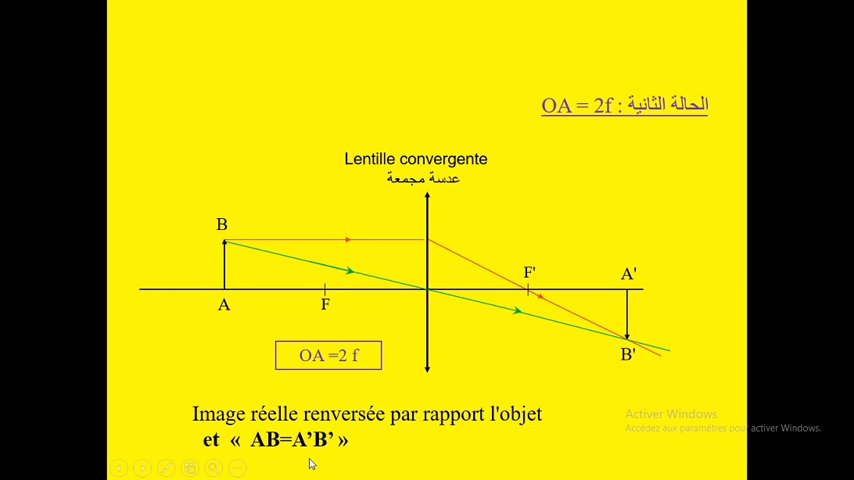 الحالة الثانية : OA = 2f
Lentille convergente
عدسة مجمعة
B
F'
A'
A
F
OA =2 f
B'
Image réelle renversée par rapport l'objet
et « AB=A’B’ »
Activer Windows
Accédez aux paramètres pour activer Windows.